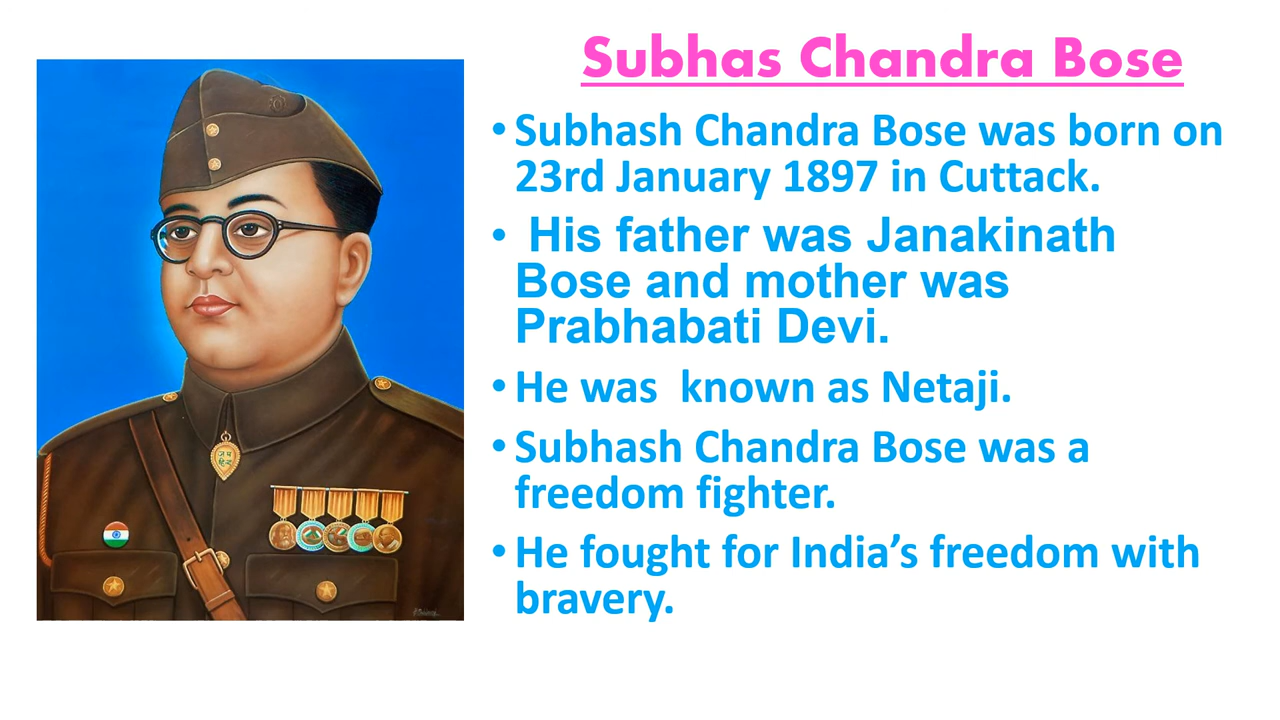 Subhas Chandra Bose
• Subhash Chandra Bose was born on
23rd January 1897 in Cuttack.
• His father was Janakinath
Bose and mother was
Prabhabati Devi.
• He was  known as Netaji.
• Subhash Chandra Bose was a
freedom fighter.
• He fought for India’s freedom with
bravery.
जय
हिन्द